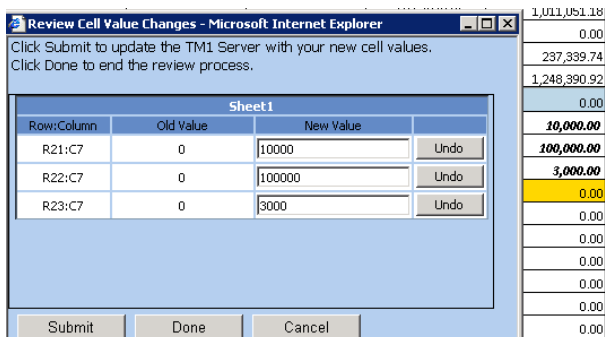 Review Cell Value Changes - Microsoft Internet Explorer
Click Submit to update the TM1 Server with your new cell values.
Click Done to end the review process.
Sheet1
Row:Column Old Value New Value
R21:C7 0 10000 Undo
R22:C7 0 100000 Undo
R23:C7 0 3000 Undo
Submit Done Cancel
1,011,051.18
0.00
237,339.74
1,248,390.92
0.00
10,000.00
100,000.00
3,000.00
0.00
0.00
0.00
0.00
0.00
0.00
0.00